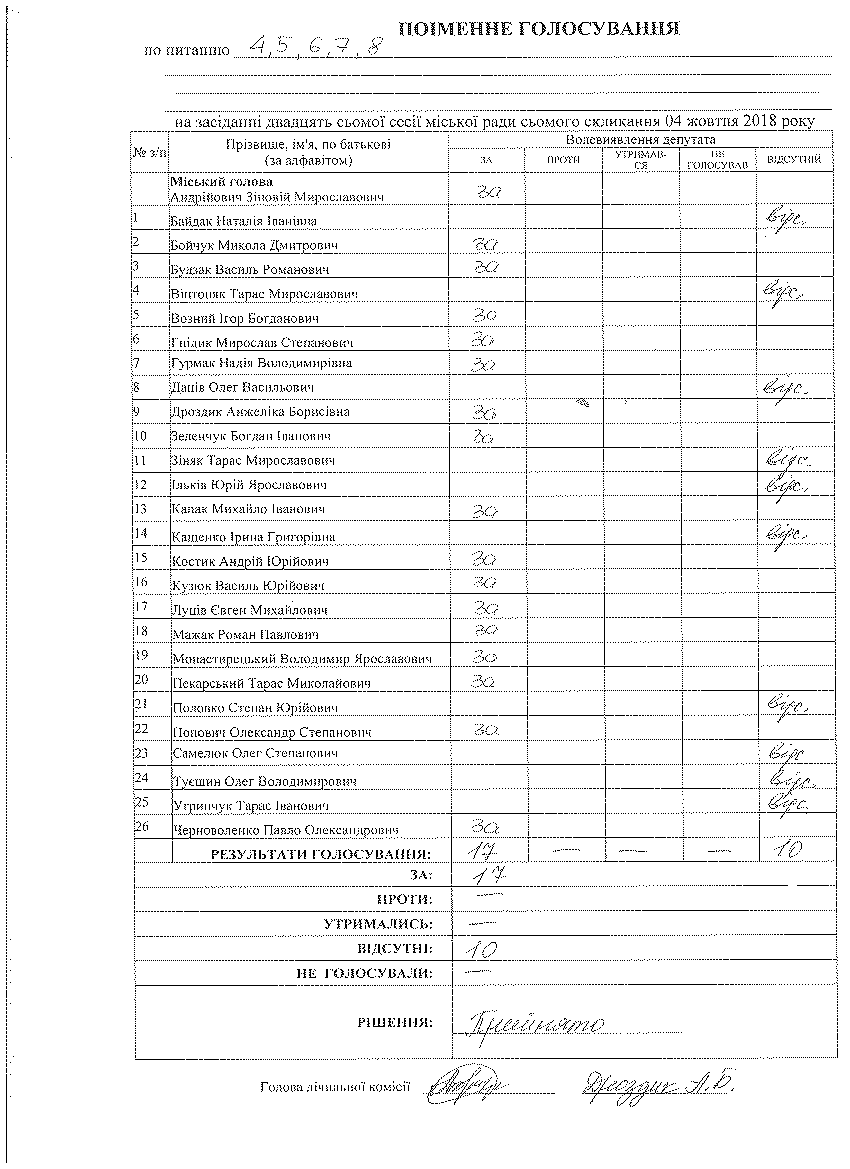 ПОІМЕННЕ ГОЛОСУВАННЯ
по питанню 4, 5, 6, 7, 8
на засіданні двадцять сьомої сесії міської ради сьомого скликання 04 жовтня 2018 року
№ з/п Прізвище, ім'я, по батькові (за алфавітом) Волевиявлення депутата
ЗА ПРОТИ УТРИМАВ-СЯ НЕ ГОЛОСУВАВ ВІДСУТНІЙ
Міський голова
Андрійович Зіновій Мирославович за
1 Байдак Наталія Іванівна відс.
2 Бойчук Микола Дмитрович за
3 Будзак Василь Романович за
4 Вінтоняк Тарас Мирославович відс.
5 Возний Ігор Богданович за
6 Гнідик Мирослав Степанович за
7 Гурмак Надія Володимирівна за
8 Даців Олег Васильович відс.
9 Дроздик Анжеліка Борисівна за
10 Зеленчук Богдан Іванович за
11 Зіняк Тарас Мирославович відс.
12 Ільків Юрій Ярославович відс.
13 Капак Михайло Іванович за
14 Кащенко Ірина Григорівна відс.
15 Костик Андрій Юрійович за
16 Кузюк Василь Юрійович за
17 Луців Євген Михайлович за
18 Мажак Роман Павлович за
19 Монастирецький Володимир Ярославович за
20 Пекарський Тарас Миколайович за
21 Половко Степан Юрійович відс.
22 Попович Олександр Степанович за
23 Самелюк Олег Степанович відс
24 Туєшин Олег Володимирович відс.
25 Угринчук Тарас Іванович відс.
26 Черноволенко Павло Олександрович за
РЕЗУЛЬТАТИ ГОЛОСУВАННЯ: 17 — — — 10
ЗА: 17
ПРОТИ: —
УТРИМАЛИСЬ: —
ВІДСУТНІ: 10
НЕ ГОЛОСУВАЛИ: —
РІШЕННЯ: Прийнято
Голова лічильної комісії Дроздик А.Б.